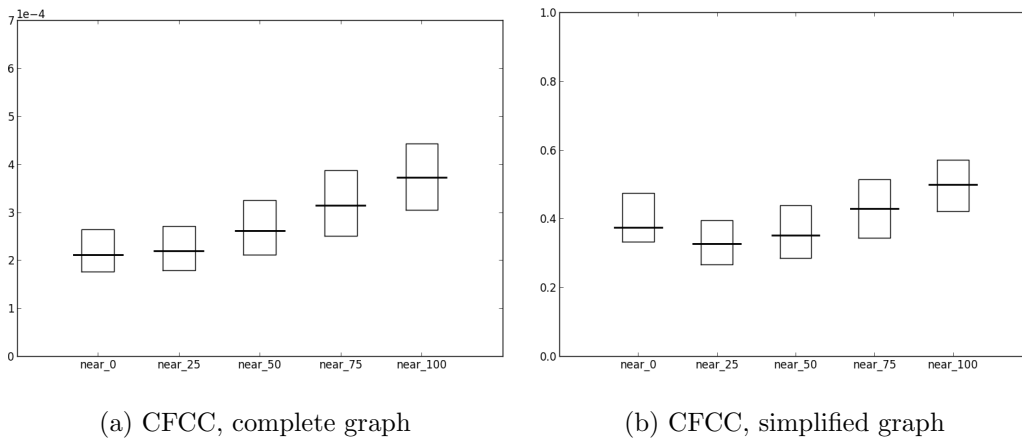 1e−4
7
6
5
4
3
2
1
0
near_0 near_25 near_50 near_75 near_100
(a) CFCC, complete graph
1.0
0.8
0.6
0.4
0.2
0.0
near_0 near_25 near_50 near_75 near_100
(b) CFCC, simplified graph